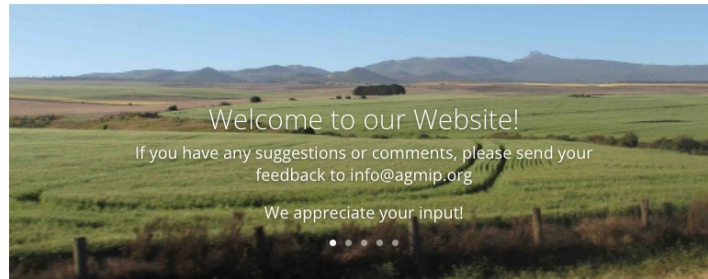 Welcome to our Website!
If you have any suggestions or comments, please send your
feedback to info@agmip.org
We appreciate your input!